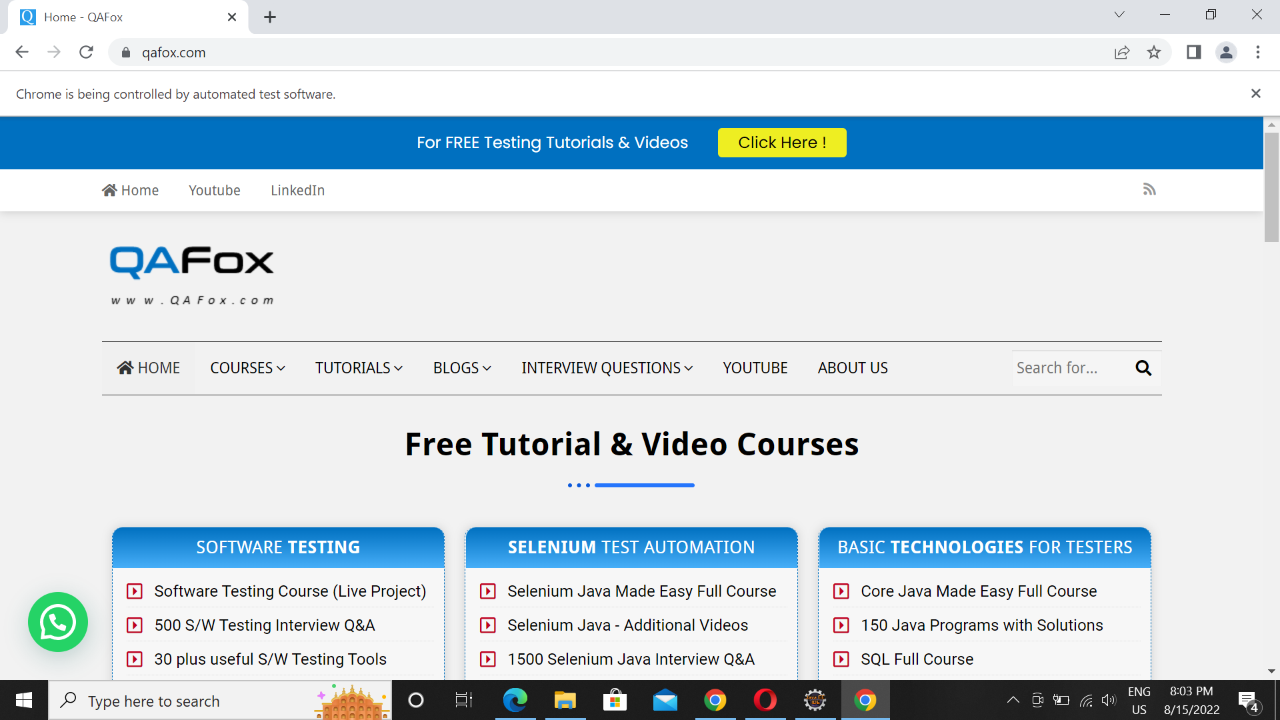 Home - QAFox
qafox.com
Chrome is being controlled by automated test software.
For FREE Testing Tutorials & Videos Click Here !
Home Youtube LinkedIn
QAFox
www.QAFox.com
HOME COURSES TUTORIALS BLOGS INTERVIEW QUESTIONS YOUTUBE ABOUT US Search for...
Free Tutorial & Video Courses
SOFTWARE TESTING
Software Testing Course (Live Project)
500 S/W Testing Interview Q&A
30 plus useful S/W Testing Tools
SELENIUM TEST AUTOMATION
Selenium Java Made Easy Full Course
Selenium Java - Additional Videos
1500 Selenium Java Interview Q&A
BASIC TECHNOLOGIES FOR TESTERS
Core Java Made Easy Full Course
150 Java Programs with Solutions
SQL Full Course
Type here to search
ENG
US
8:03 PM
8/15/2022
4